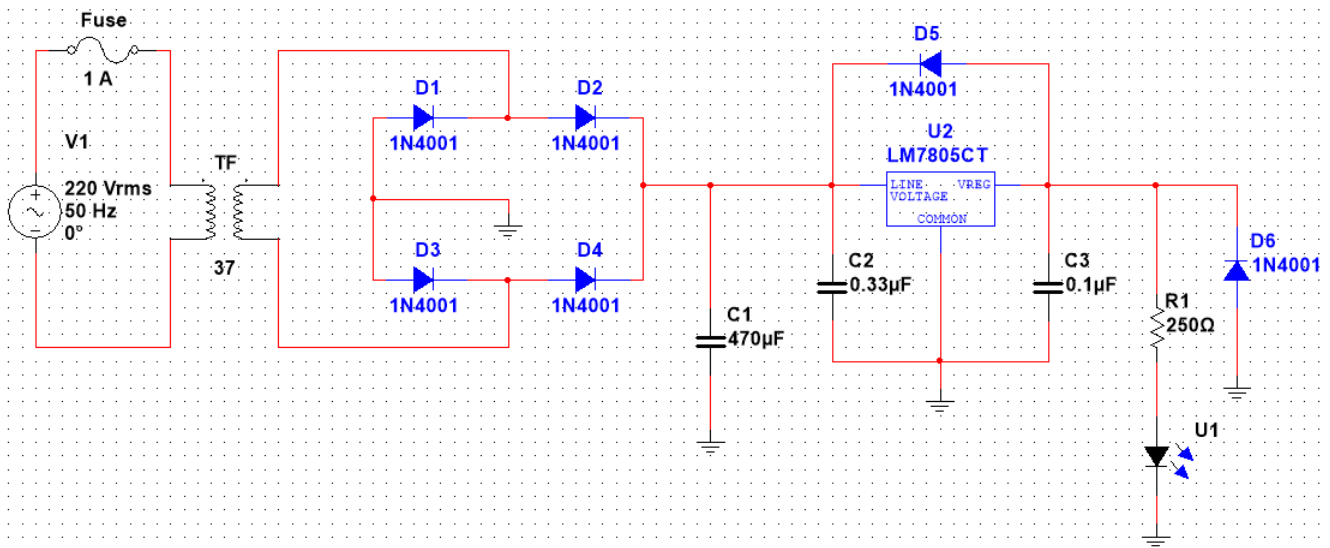 Fuse
1 A
V1
220 Vrms
50 Hz
0°
TF
37
D1
1N4001
D2
1N4001
D3
1N4001
D4
1N4001
C1
470µF
D5
1N4001
U2
LM7805CT
LINE VREG
VOLTAGE
COMMON
C2
0.33µF
C3
0.1µF
R1
250Ω
D6
1N4001
U1